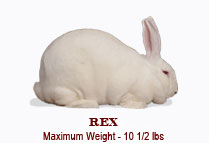 REX
Maximum Weight - 10 1/2 lbs